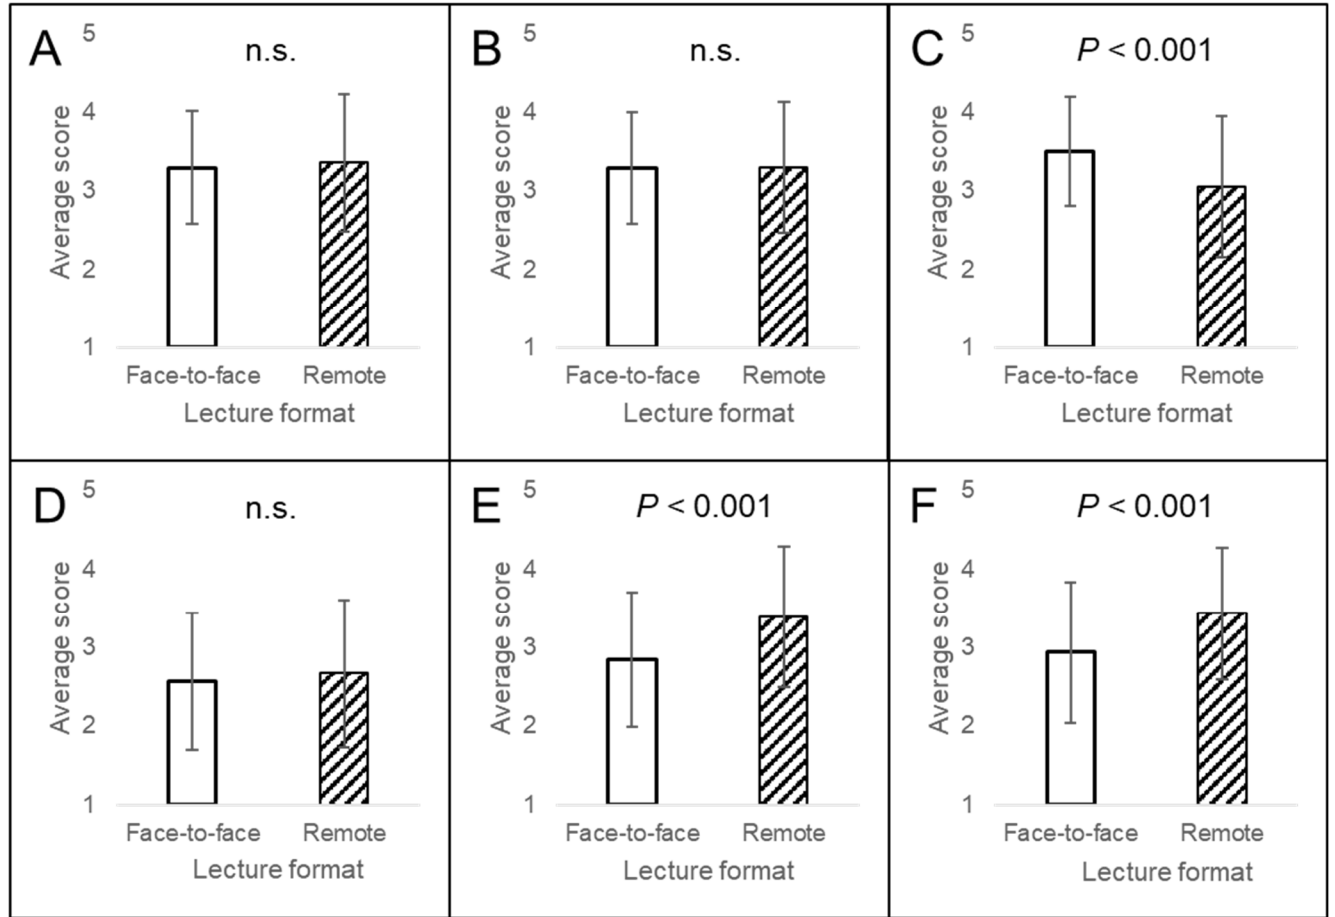 A
n.s.
5
4
3
2
1
Average score
Face-to-face Remote
Lecture format
B
n.s.
5
4
3
2
1
Average score
Face-to-face Remote
Lecture format
C
P < 0.001
5
4
3
2
1
Average score
Face-to-face Remote
Lecture format
D
n.s.
5
4
3
2
1
Average score
Face-to-face Remote
Lecture format
E
P < 0.001
5
4
3
2
1
Average score
Face-to-face Remote
Lecture format
F
P < 0.001
5
4
3
2
1
Average score
Face-to-face Remote
Lecture format